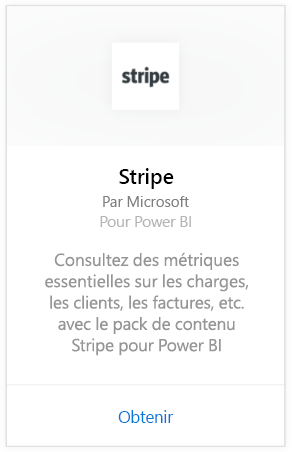 stripe
Stripe
Par Microsoft
Pour Power BI
Consultez des métriques
essentielles sur les charges,
les clients, les factures, etc.
avec le pack de contenu
Stripe pour Power BI
Obtenir